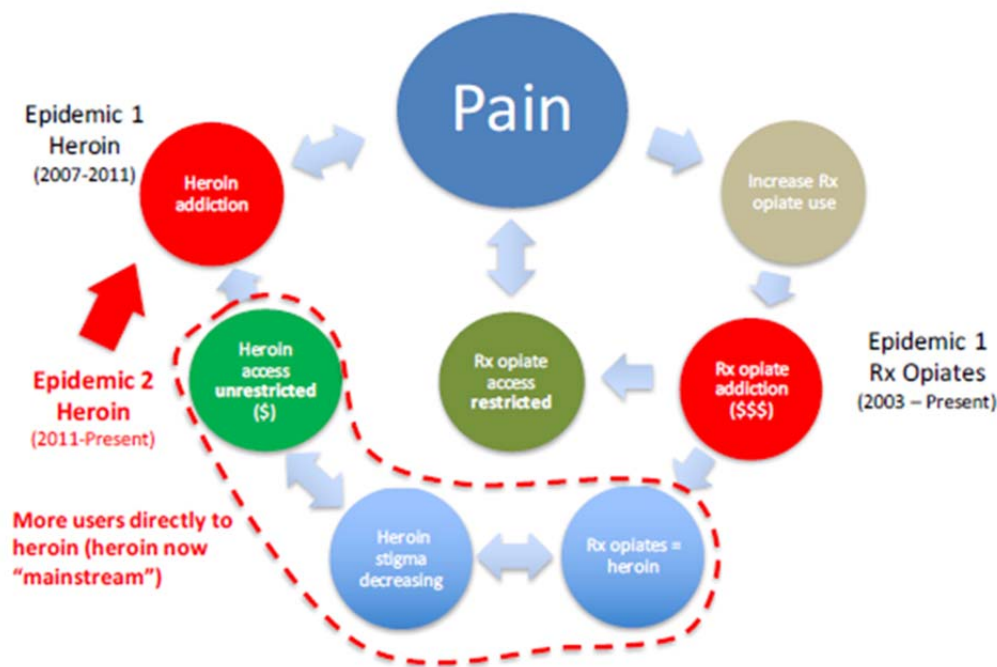 Pain
Epidemic 1
Heroin
(2007-2011)
Heroin
addiction
Increase Rx
opiate use
Heroin
access
unrestricted
($)
Rx opiate
access
restricted
Rx opiate
addiction
($$$)
Epidemic 1
Rx Opiates
(2003 – Present)
Epidemic 2
Heroin
(2011-Present)
More users directly to
heroin (heroin now
“mainstream”)
Heroin
stigma
decreasing
Rx opiates =
heroin